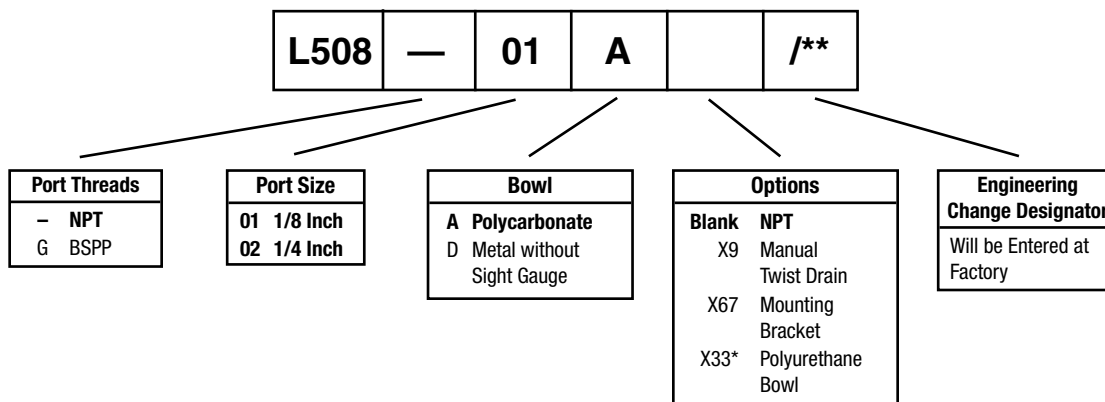 L508 — 01 A /**
Port Threads
– NPT
G BSPP
Port Size
01 1/8 Inch
02 1/4 Inch
Bowl
A Polycarbonate
D Metal without
Sight Gauge
Options
Blank NPT
X9 Manual
Twist Drain
X67 Mounting
Bracket
X33* Polyurethane
Bowl
Engineering
Change Designator
Will be Entered at
Factory